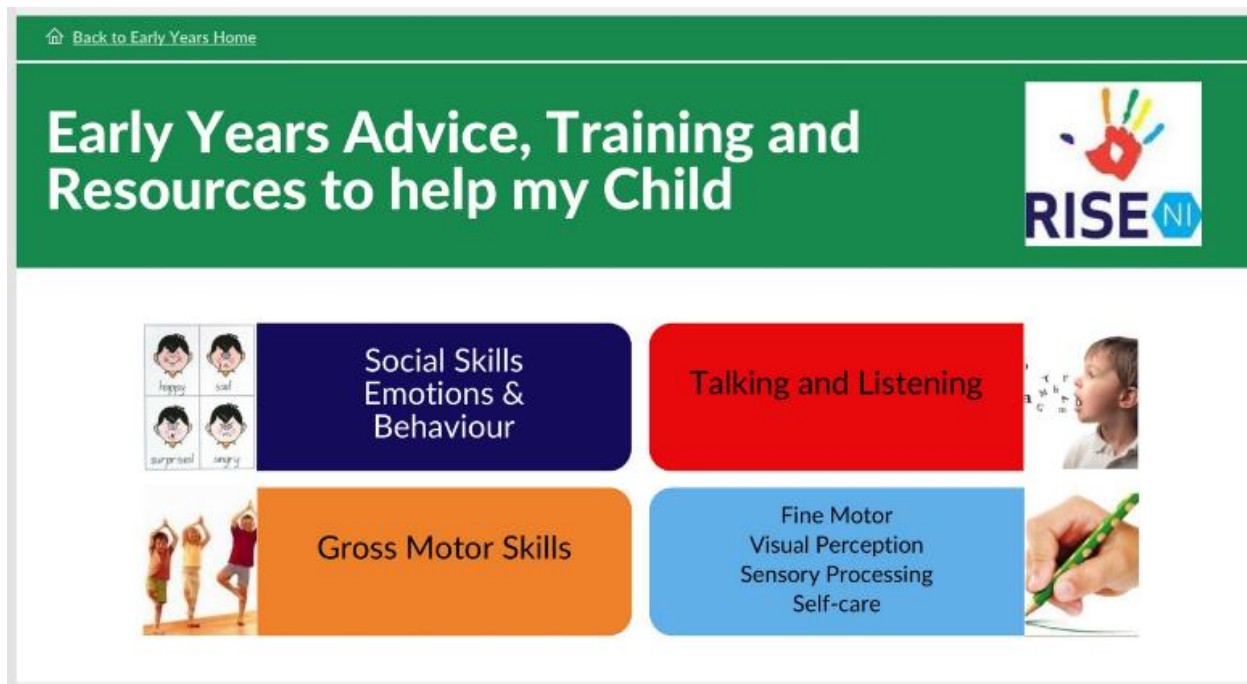 Back to Early Years Home
Early Years Advice, Training and
Resources to help my Child
RISE NI
happy sad
surprised angry
Social Skills
Emotions &
Behaviour
Talking and Listening
Gross Motor Skills
Fine Motor
Visual Perception
Sensory Processing
Self-care